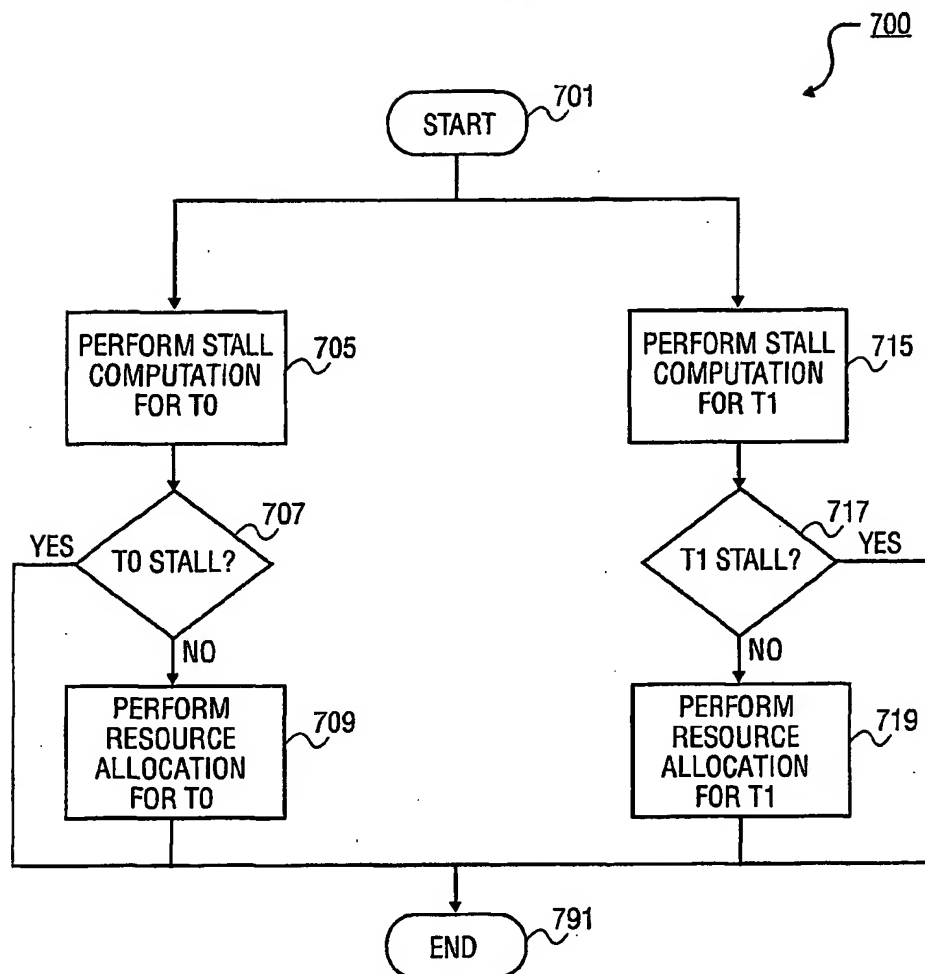 700
START
701
PERFORM STALL
COMPUTATION
FOR T0
705
PERFORM STALL
COMPUTATION
FOR T1
715
YES
T0 STALL?
707
NO
T1 STALL?
717
YES
NO
PERFORM
RESOURCE
ALLOCATION
FOR T0
709
PERFORM
RESOURCE
ALLOCATION
FOR T1
719
END
791